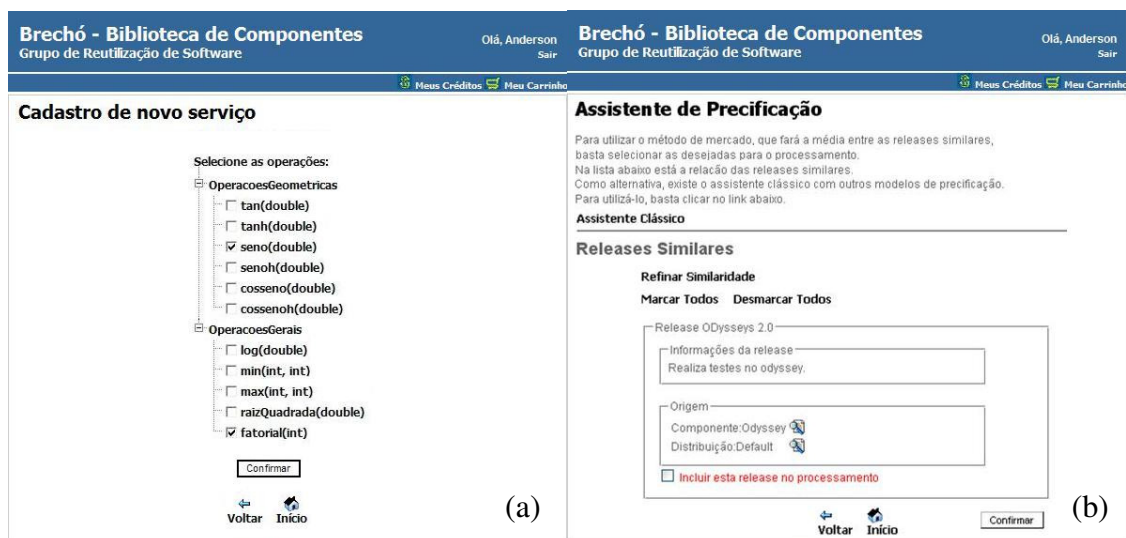 Brechó - Biblioteca de Componentes
Grupo de Reutilização de Software
Olá, Anderson
Sair
Meus Créditos Meu Carrinho
Cadastro de novo serviço
Selecione as operações:
OperacoesGeometricas
tan(double)
tanh(double)
seno(double)
senoh(double)
cosseno(double)
cossenoh(double)
OperacoesGerais
log(double)
min(int, int)
max(int, int)
raizQuadrada(double)
fatorial(int)
Confirmar
Voltar Início
(a)
Brechó - Biblioteca de Componentes
Grupo de Reutilização de Software
Olá, Anderson
Sair
Meus Créditos Meu Carrinho
Assistente de Precificação
Para utilizar o método de mercado, que fará a média entre as releases similares,
basta selecionar as desejadas para o processamento.
Na lista abaixo está a relacão das releases similares.
Como alternativa, existe o assistente clássico com outros modelos de precificação.
Para utilizá-lo, basta clicar no link abaixo.
Assistente Clássico
Releases Similares
Refinar Similaridade
Marcar Todos Desmarcar Todos
Release ODysseys 2.0
Informações da release
Realiza testes no odyssey.
Origem
Componente:Odyssey
Distribuição:Default
Incluir esta release no processamento
Voltar Início
Confirmar
(b)